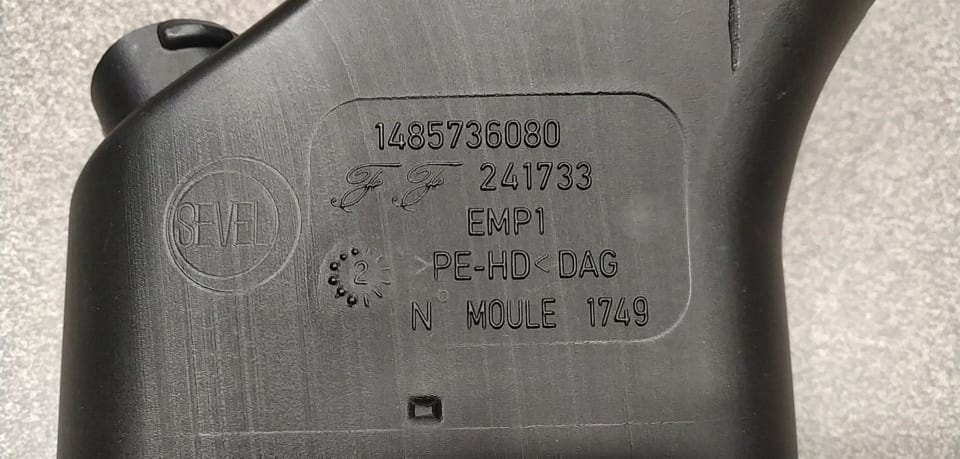 1485736080
241733
SEVEL
EMP1
2
>PE-HD< DAG
N° MOULE 1749